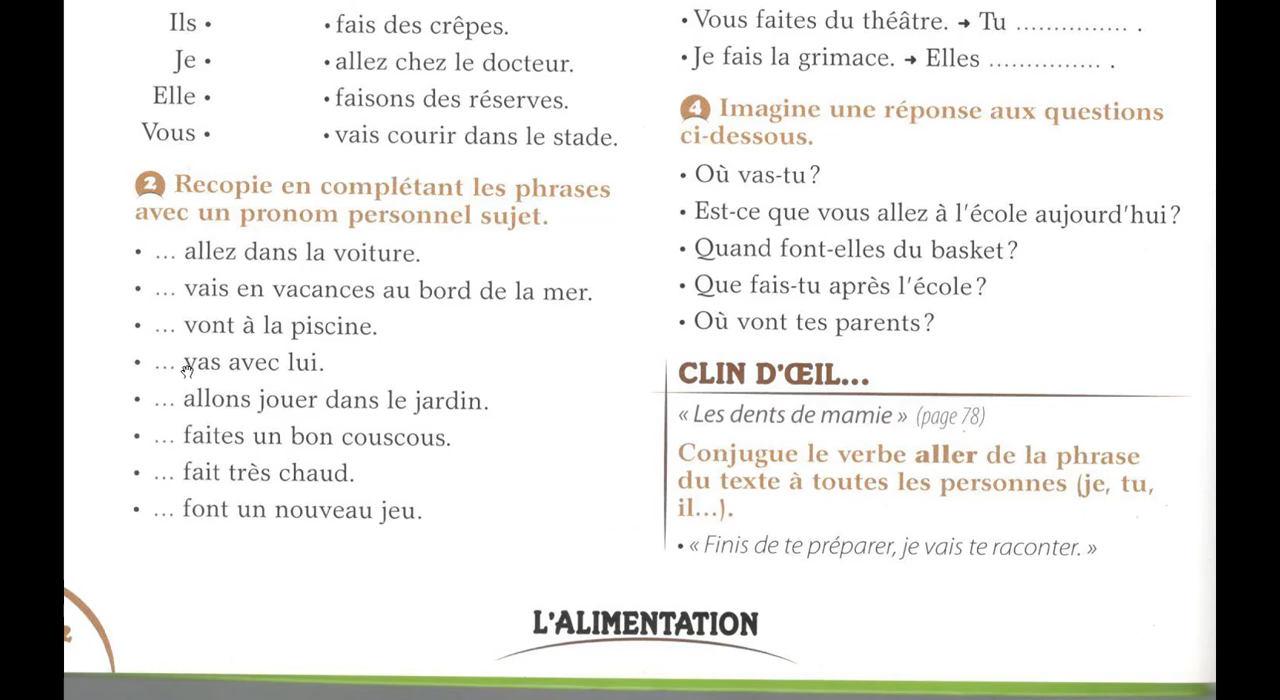 Ils • • fais des crêpes.
Je • • allez chez le docteur.
Elle • • faisons des réserves.
Vous • • vais courir dans le stade.
2 Recopie en complétant les phrases
avec un pronom personnel sujet.
• ... allez dans la voiture.
• ... vais en vacances au bord de la mer.
• ... vont à la piscine.
• ... vas avec lui.
• ... allons jouer dans le jardin.
• ... faites un bon couscous.
• ... fait très chaud.
• ... font un nouveau jeu.
• Vous faites du théâtre. ➜ Tu ............... .
• Je fais la grimace. ➜ Elles ............... .
4 Imagine une réponse aux questions
ci-dessous.
• Où vas-tu ?
• Est-ce que vous allez à l'école aujourd'hui ?
• Quand font-elles du basket ?
• Que fais-tu après l'école ?
• Où vont tes parents ?
CLIN D'ŒIL...
« Les dents de mamie » (page 78)
Conjugue le verbe aller de la phrase
du texte à toutes les personnes (je, tu,
il...).
• « Finis de te préparer, je vais te raconter. »
L'ALIMENTATION